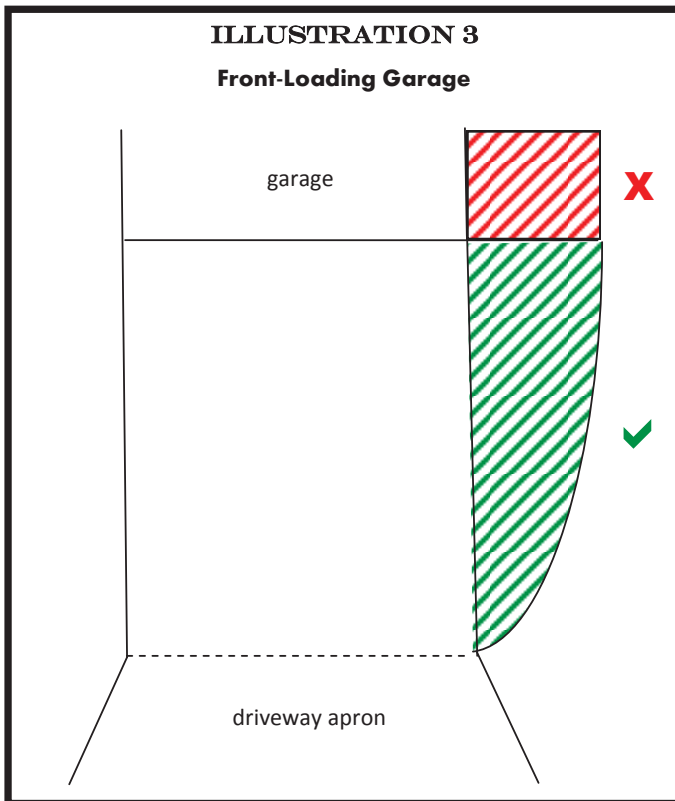 ILLUSTRATION 3
Front-Loading Garage
garage
X
driveway apron